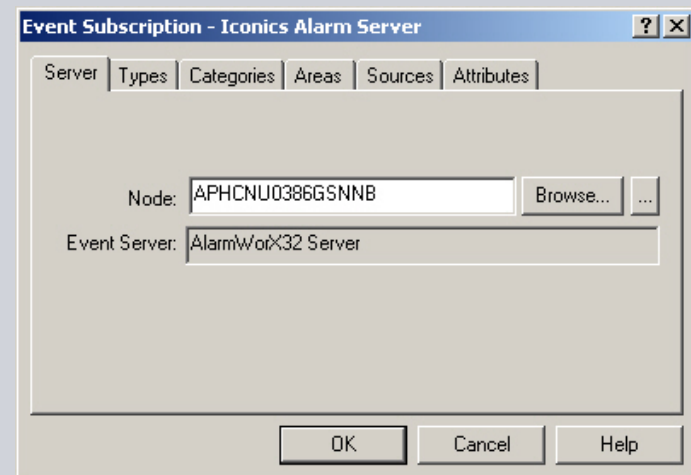 Event Subscription - Iconics Alarm Server ? X
Server Types Categories Areas Sources Attributes
Node: APHCNU0386GSNNB Browse... ...
Event Server: AlarmWorX32 Server
OK Cancel Help